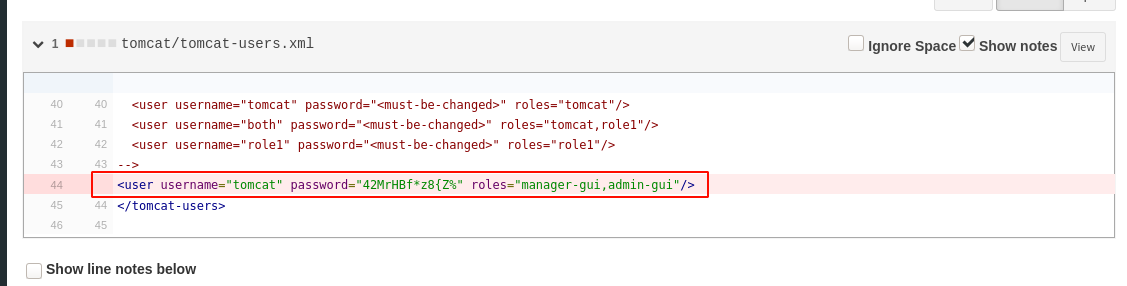 1 tomcat/tomcat-users.xml Ignore Space Show notes View
40 40 <user username="tomcat" password="<must-be-changed>" roles="tomcat"/>
41 41 <user username="both" password="<must-be-changed>" roles="tomcat,role1"/>
42 42 <user username="role1" password="<must-be-changed>" roles="role1"/>
43 43 -->
44 <user username="tomcat" password="42MrHBf*z8{Z%" roles="manager-gui,admin-gui"/>
45 44 </tomcat-users>
46 45
Show line notes below